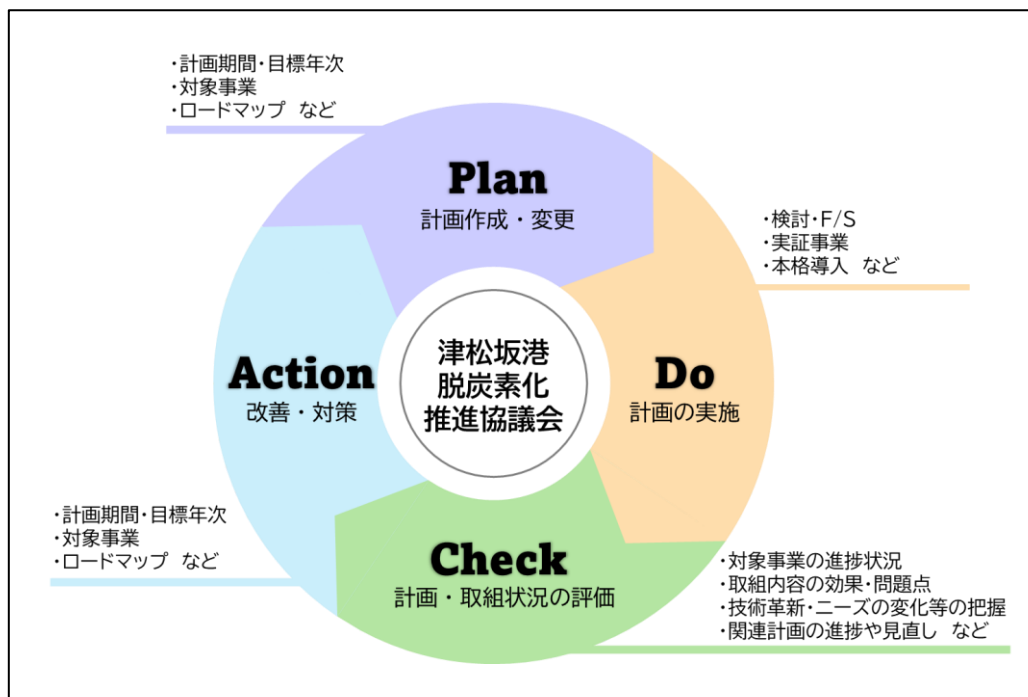 ・計画期間・目標年次
・対象事業
・ロードマップ など
Plan
計画作成・変更
・検討・F/S
・実証事業
・本格導入 など
Do
計画の実施
津松坂港
脱炭素化
推進協議会
Action
改善・対策
・計画期間・目標年次
・対象事業
・ロードマップ など
Check
計画・取組状況の評価
・対象事業の進捗状況
・取組内容の効果・問題点
・技術革新・ニーズの変化等の把握
・関連計画の進捗や見直し など